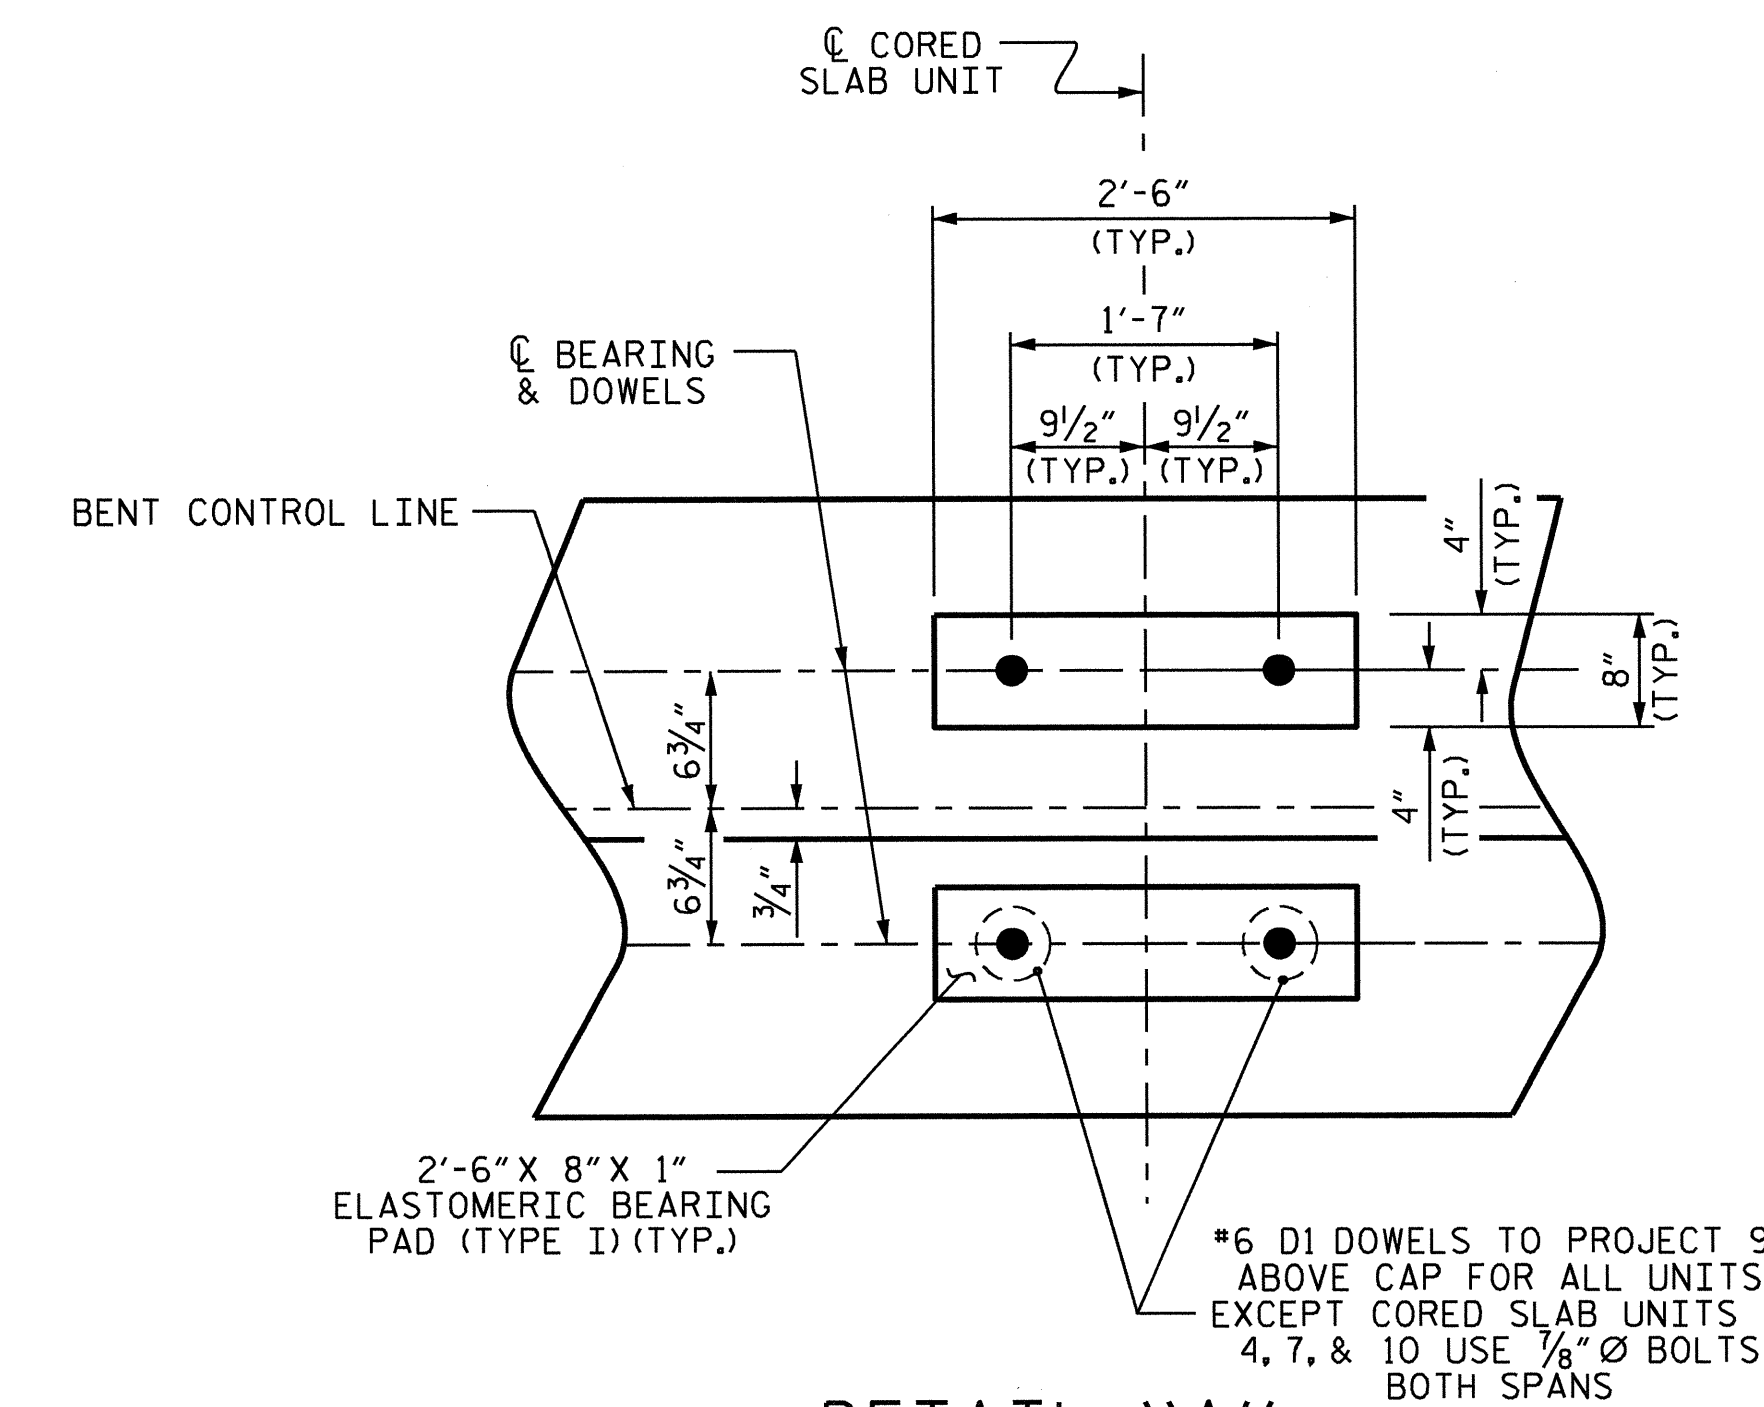 ℄ CORED
SLAB UNIT
2'-6"
(TYP.)
1'-7"
(TYP.)
℄ BEARING
& DOWELS
9½" 9½"
(TYP.) (TYP.)
BENT CONTROL LINE
4"
(TYP.)
8"
(TYP.)
6¾"
4"
(TYP.)
6¾"
¾"
2'-6" X 8" X 1"
ELASTOMERIC BEARING
PAD (TYPE I)(TYP.)
#6 D1 DOWELS TO PROJECT 9
ABOVE CAP FOR ALL UNITS
EXCEPT CORED SLAB UNITS
4, 7, & 10 USE ⅞" Ø BOLTS
BOTH SPANS
DETAIL "A"